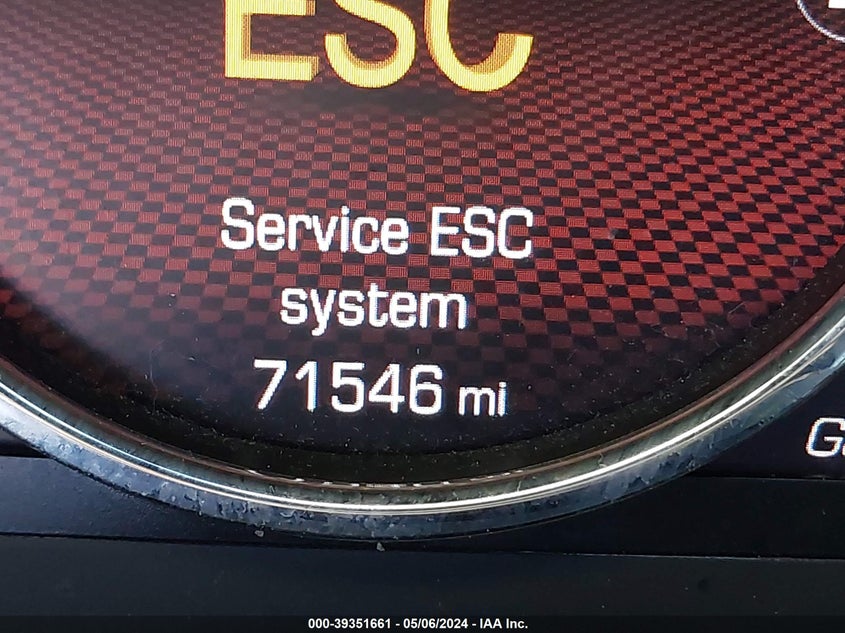 ESC
Service ESC
system
71546 mi
000-39351661 - 05/06/2024 - IAA Inc.